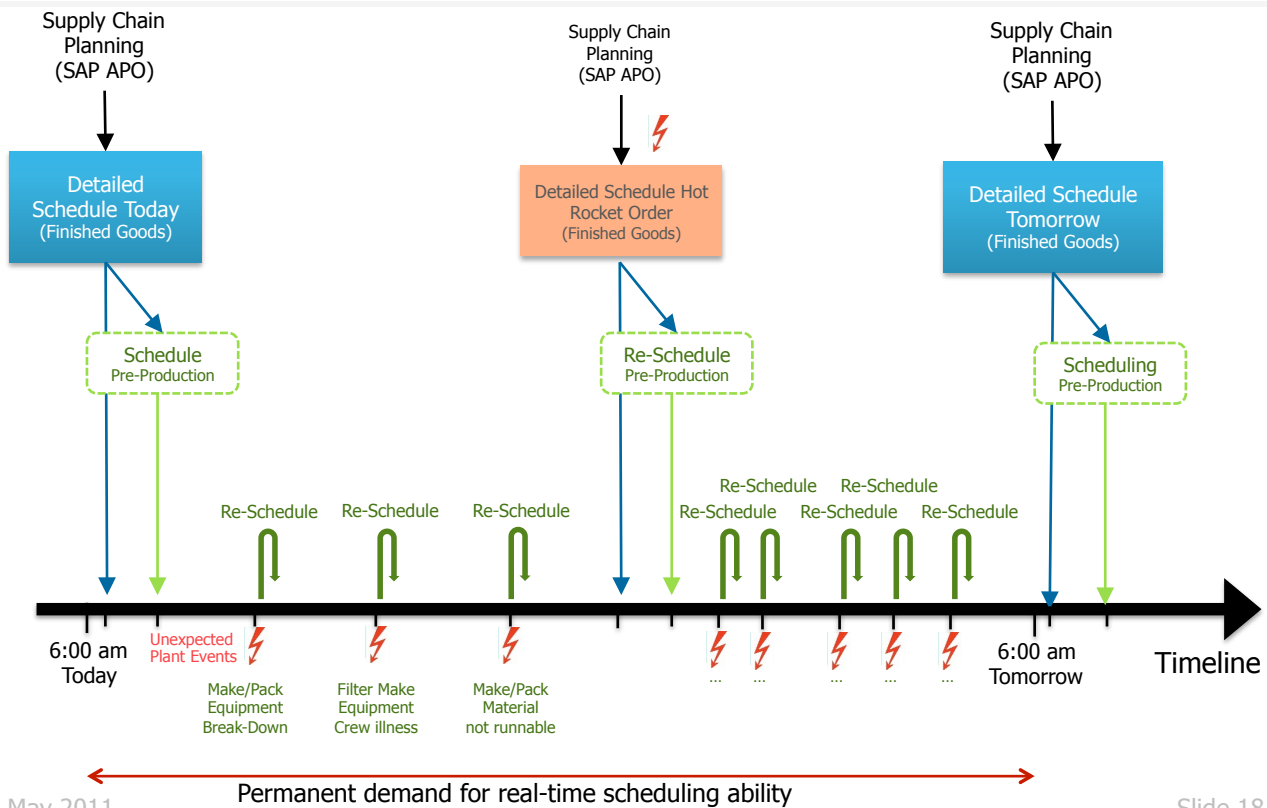 Supply Chain
Planning
(SAP APO)
Supply Chain
Planning
(SAP APO)
Supply Chain
Planning
(SAP APO)
Detailed
Schedule Today
(Finished Goods)
Detailed Schedule Hot
Rocket Order
(Finished Goods)
Detailed Schedule
Tomorrow
(Finished Goods)
Schedule
Pre-Production
Re-Schedule
Pre-Production
Scheduling
Pre-Production
Re-Schedule
Re-Schedule
Re-Schedule
Re-Schedule
Re-Schedule
Re-Schedule
Re-Schedule
Re-Schedule
6:00 am
Today
Unexpected
Plant Events
Make/Pack
Equipment
Break-Down
Filter Make
Equipment
Crew illness
Make/Pack
Material
not runnable
...
...
...
...
...
6:00 am
Tomorrow
Timeline
Permanent demand for real-time scheduling ability
May 2011
Slide 18